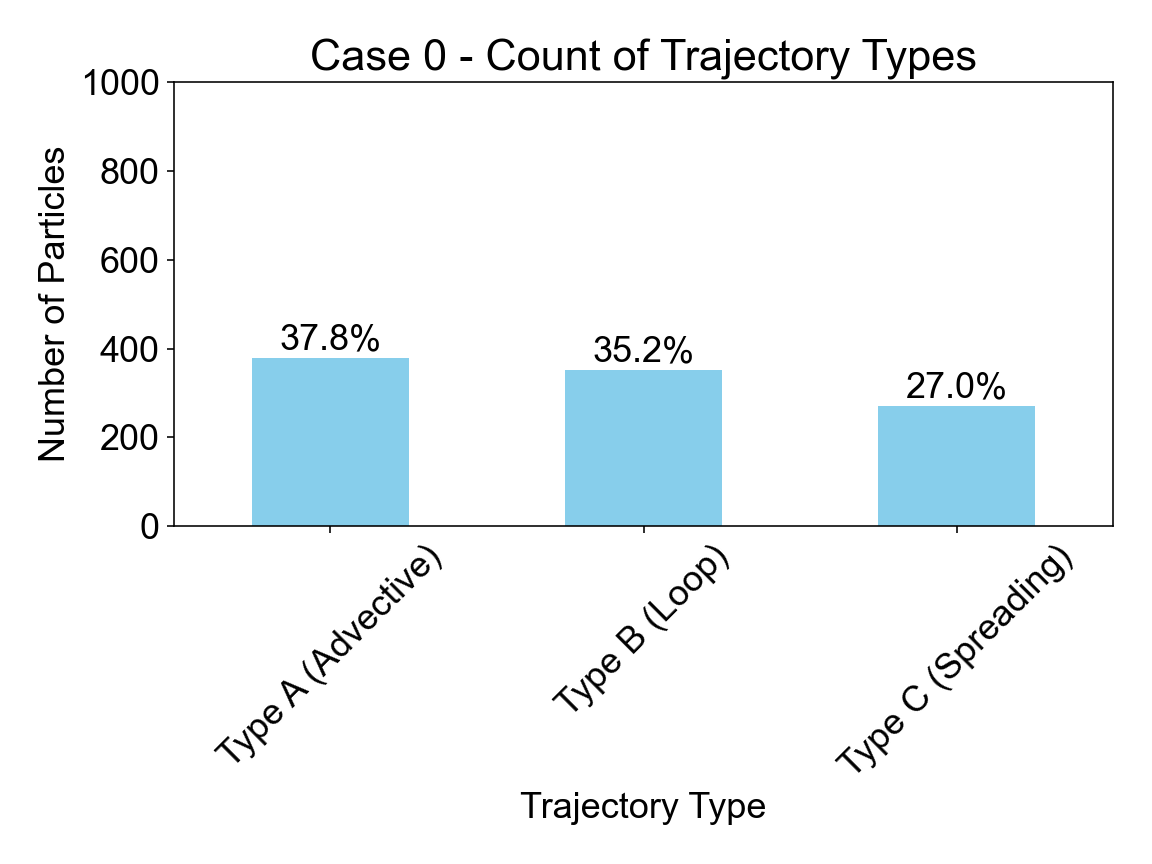 Case 0 - Count of Trajectory Types
Number of Particles
1000
800
600
400
200
0
37.8%
35.2%
27.0%
Type A (Advective)
Type B (Loop)
Type C (Spreading)
Trajectory Type